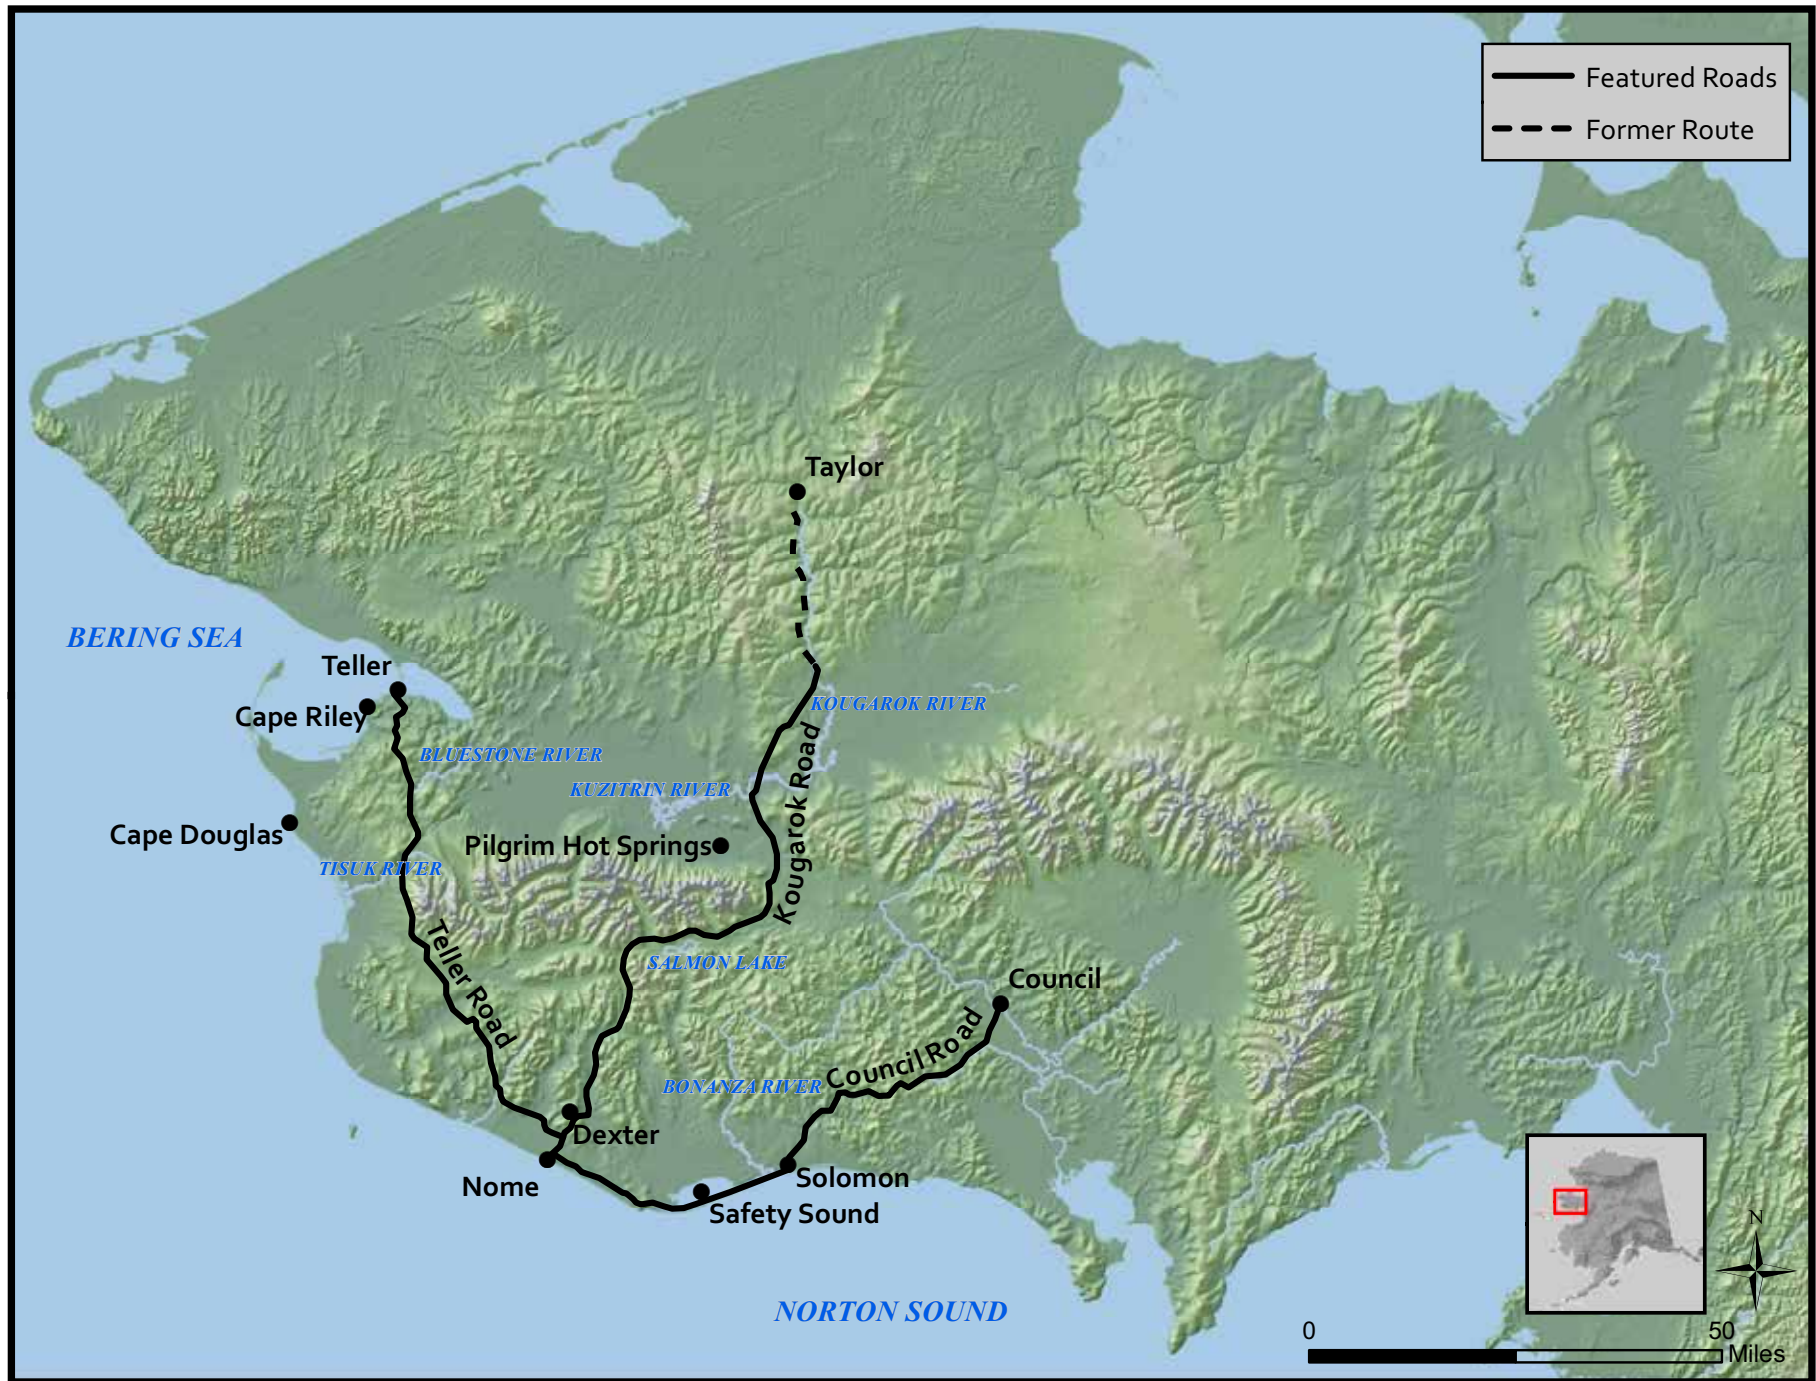 Featured Roads
Former Route
Taylor
BERING SEA
Teller
Cape Riley
KOUGAROK RIVER
BLUESTONE RIVER
KUZITRIN RIVER
Kougarok Road
Cape Douglas
Pilgrim Hot Springs
TISUK RIVER
Teller Road
SALMON LAKE
Council
Council Road
BONANZA RIVER
Dexter
Nome
Solomon
Safety Sound
N
NORTON SOUND
0 50
Miles